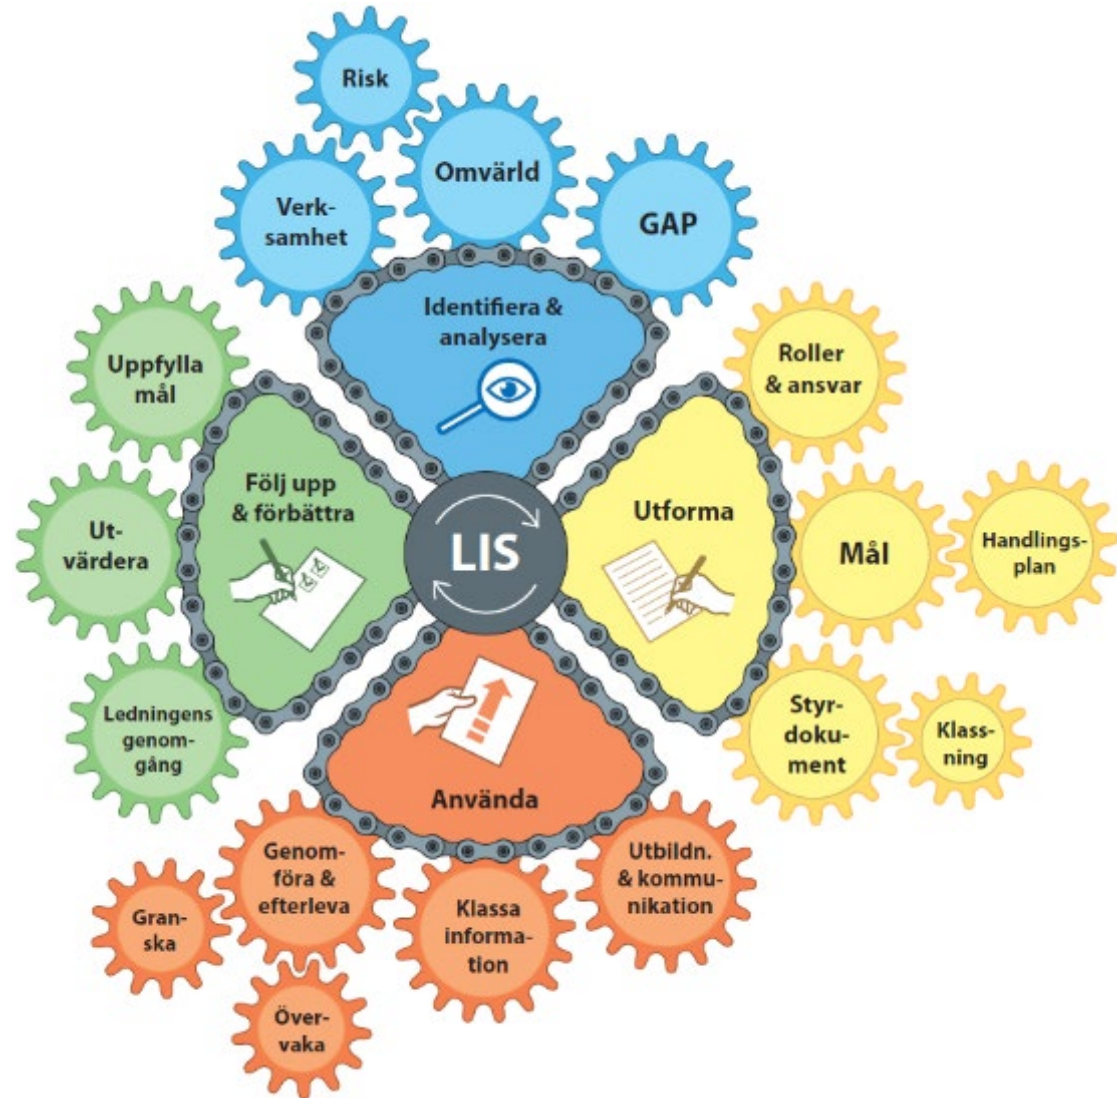 Risk
Omvärld
Verk-
samhet
GAP
Identifiera &
analysera
Roller
& ansvar
Utforma
Mål
Handlings-
plan
Styr-
doku-
ment
Klass-
ning
Använda
Utbildn.
& kommu-
nikation
Klassa
informa-
tion
Genom-
föra &
efterleva
Gran-
ska
Över-
vaka
Följ upp
& förbättra
Uppfylla
mål
Ut-
värdera
Ledningens
genom-
gång
LIS